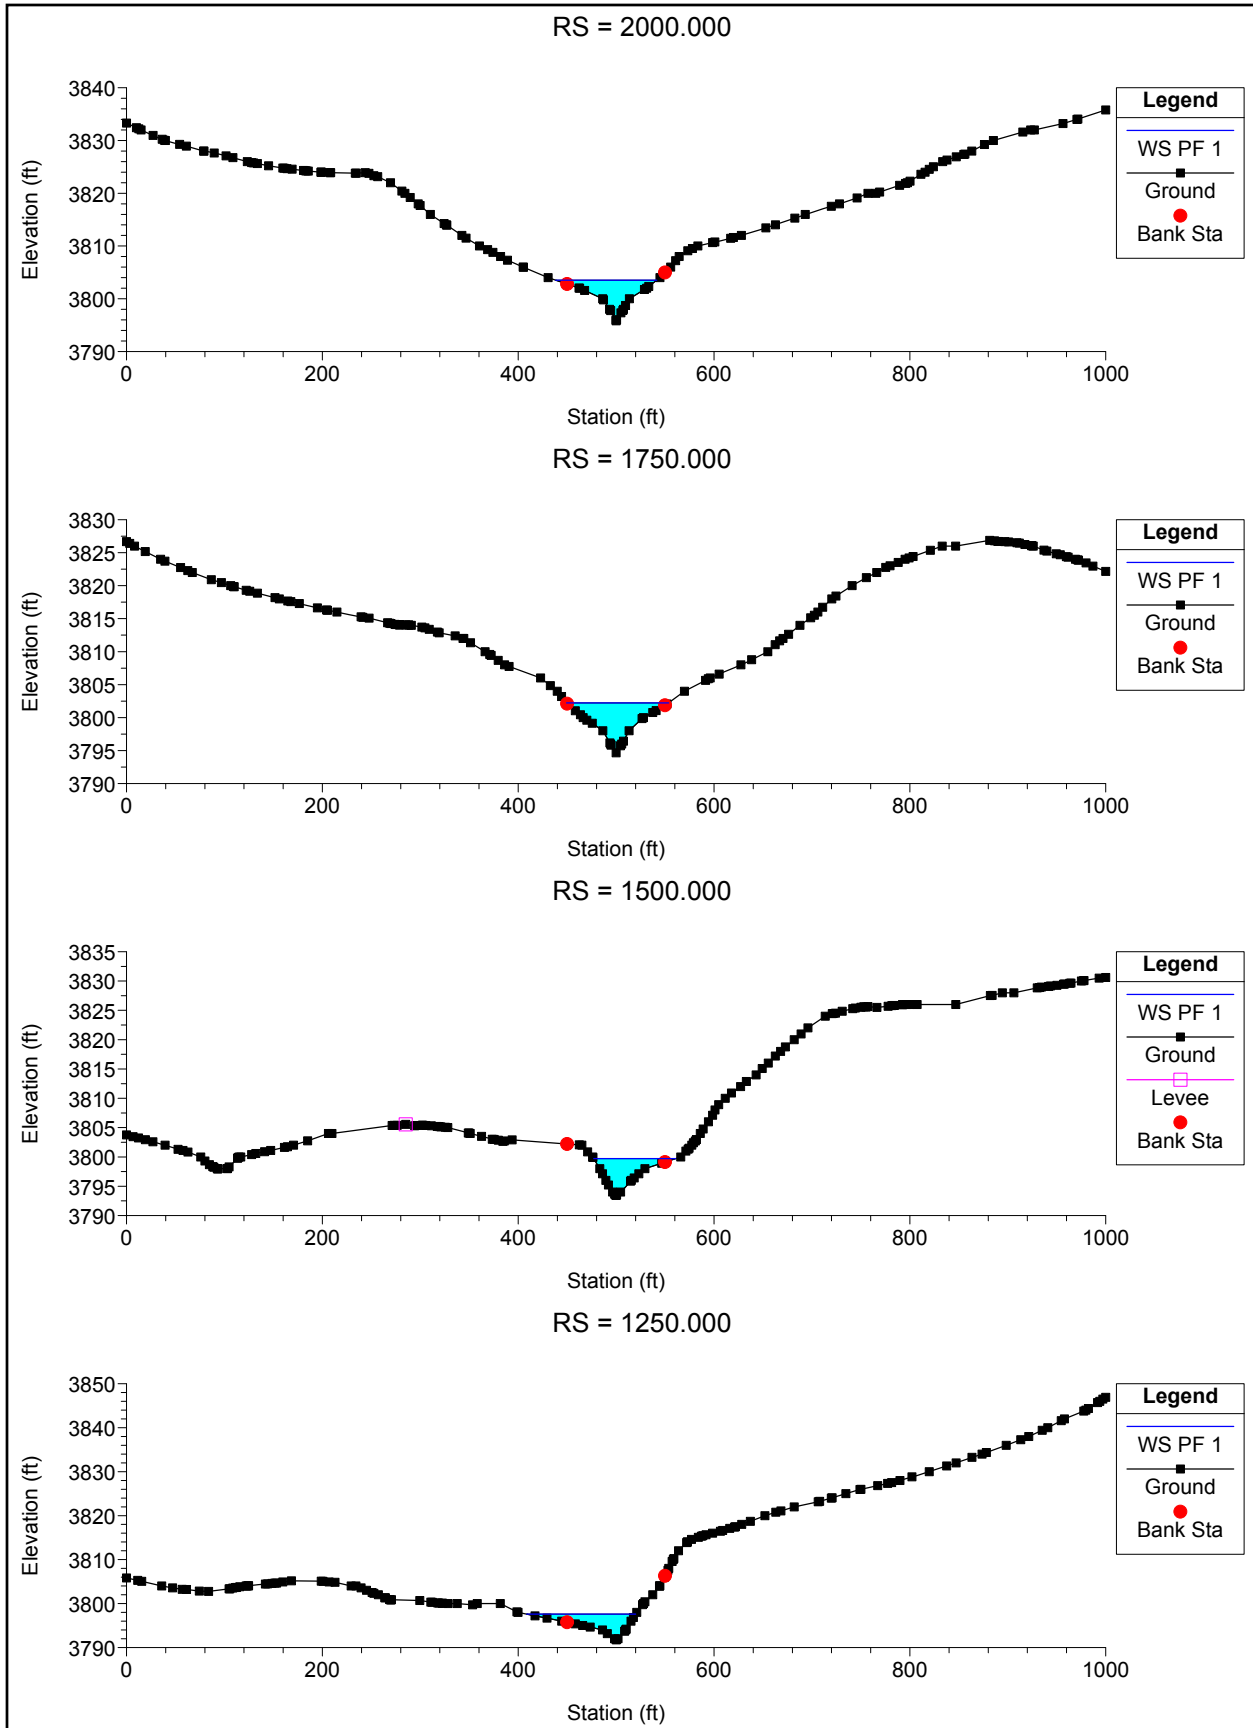 RS = 2000.000
3840
3830
3820
3810
3800
3790
Elevation (ft)
0
200
400
600
800
1000
Station (ft)
Legend
WS PF 1
Ground
Bank Sta
RS = 1750.000
3830
3825
3820
3815
3810
3805
3800
3795
3790
Elevation (ft)
0
200
400
600
800
1000
Station (ft)
Legend
WS PF 1
Ground
Bank Sta
RS = 1500.000
3835
3830
3825
3820
3815
3810
3805
3800
3795
3790
Elevation (ft)
0
200
400
600
800
1000
Station (ft)
Legend
WS PF 1
Ground
Levee
Bank Sta
RS = 1250.000
3850
3840
3830
3820
3810
3800
3790
Elevation (ft)
0
200
400
600
800
1000
Station (ft)
Legend
WS PF 1
Ground
Bank Sta